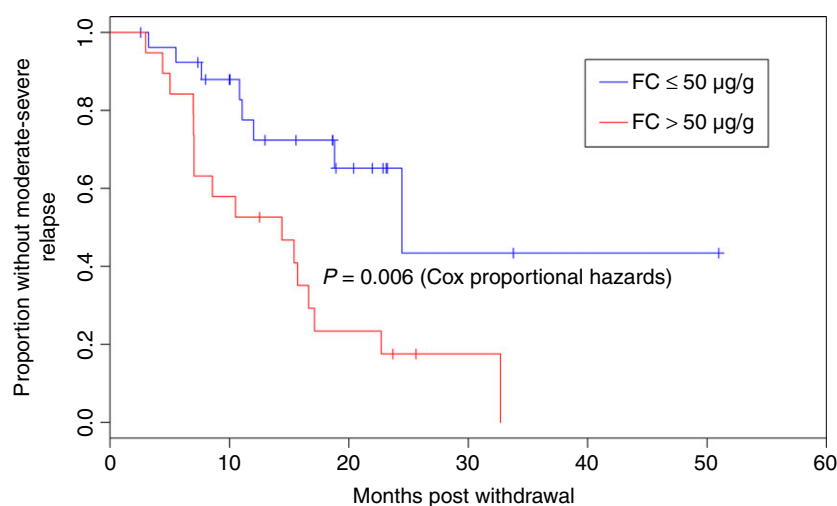 1.0
0.8
0.6
0.4
0.2
0.0
Proportion without moderate-severe
relapse
FC ≤ 50 µg/g
FC > 50 µg/g
P = 0.006 (Cox proportional hazards)
0 10 20 30 40 50 60
Months post withdrawal